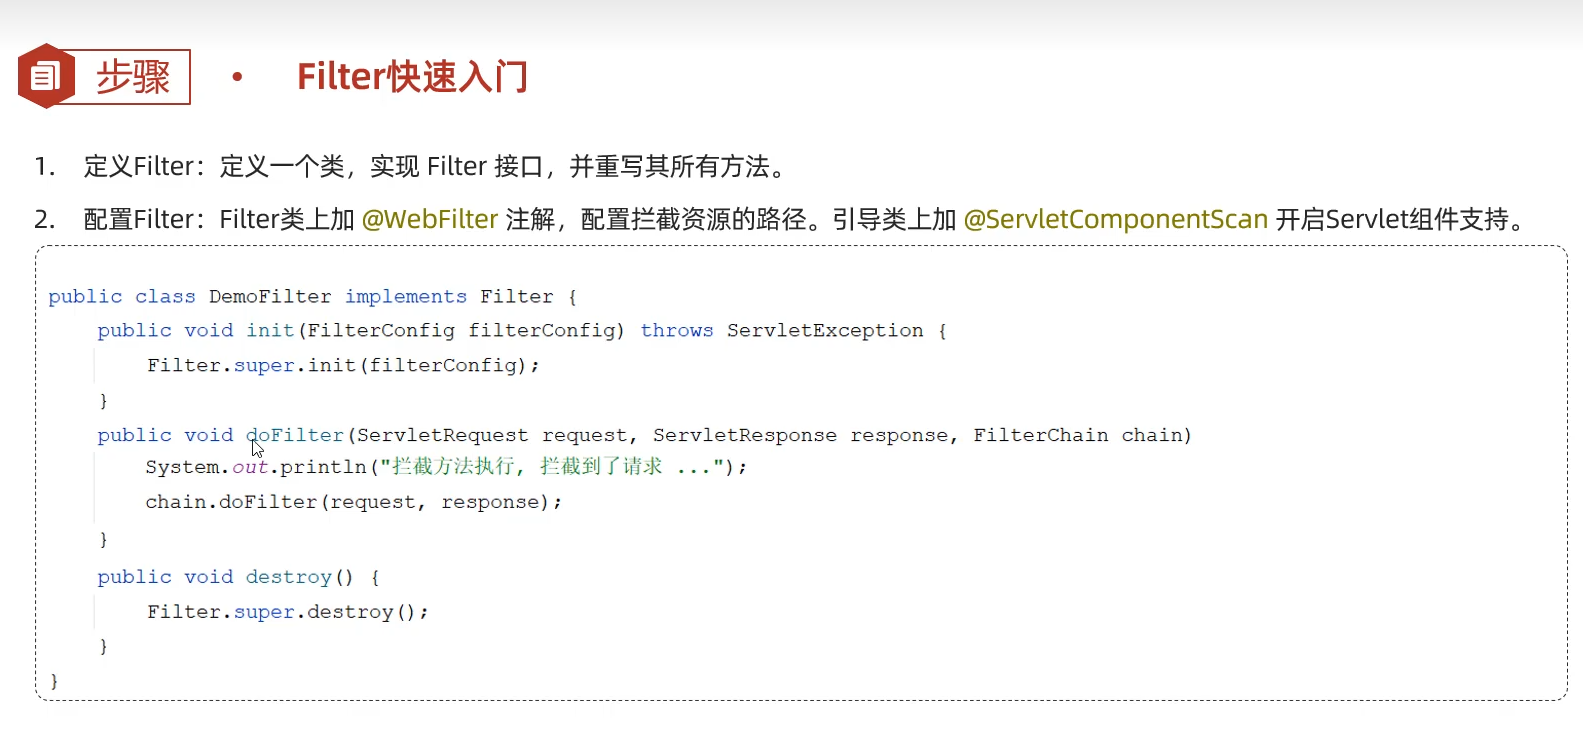 步骤 • Filter快速入门
1. 定义Filter：定义一个类，实现 Filter 接口，并重写其所有方法。
2. 配置Filter：Filter类上加 @WebFilter 注解，配置拦截资源的路径。引导类上加 @ServletComponentScan 开启Servlet组件支持。
public class DemoFilter implements Filter {
    public void init(FilterConfig filterConfig) throws ServletException {
        Filter.super.init(filterConfig);
    }
    public void doFilter(ServletRequest request, ServletResponse response, FilterChain chain)
        System.out.println("拦截方法执行, 拦截到了请求 ...");
        chain.doFilter(request, response);
    }
    public void destroy() {
        Filter.super.destroy();
    }
}